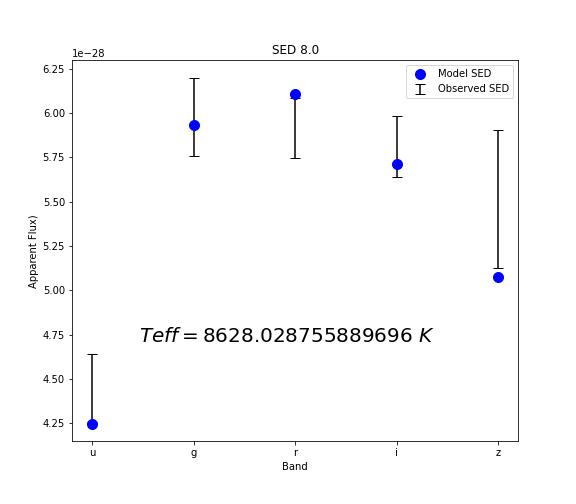 SED 8.0
1e−28
6.25
6.00
5.75
5.50
5.25
5.00
4.75
4.50
4.25
Apparent Flux)
Model SED
Observed SED
Teff = 8628.028755889696 K
u g r i z
Band